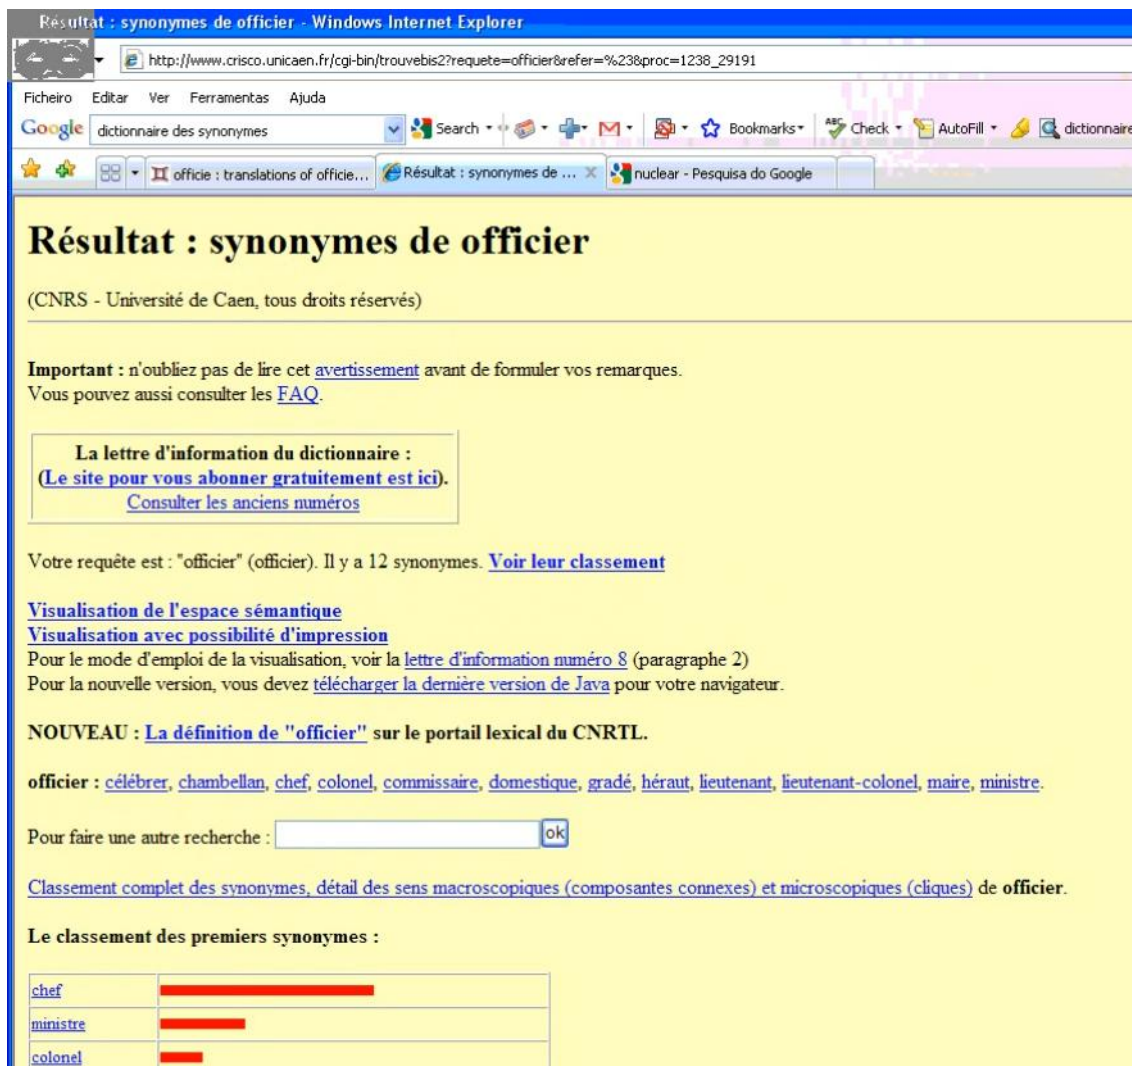 Résultat : synonymes de officier - Windows Internet Explorer
http://www.crisco.unicaen.fr/cgi-bin/trouvebis2?requete=officier&refer=%23&proc=1238_29191
Ficheiro Editar Ver Ferramentas Ajuda
Google dictionnaire des synonymes Search Bookmarks Check AutoFill dictionnaire
officie : translations of officie... Résultat : synonymes de ... nuclear - Pesquisa do Google
Résultat : synonymes de officier
(CNRS - Université de Caen, tous droits réservés)
Important : n'oubliez pas de lire cet avertissement avant de formuler vos remarques.
Vous pouvez aussi consulter les FAQ.
La lettre d'information du dictionnaire :
(Le site pour vous abonner gratuitement est ici).
Consulter les anciens numéros
Votre requête est : "officier" (officier). Il y a 12 synonymes. Voir leur classement
Visualisation de l'espace sémantique
Visualisation avec possibilité d'impression
Pour le mode d'emploi de la visualisation, voir la lettre d'information numéro 8 (paragraphe 2)
Pour la nouvelle version, vous devez télécharger la dernière version de Java pour votre navigateur.
NOUVEAU : La définition de "officier" sur le portail lexical du CNRTL.
officier : célébrer, chambellan, chef, colonel, commissaire, domestique, gradé, héraut, lieutenant, lieutenant-colonel, maire, ministre.
Pour faire une autre recherche : ok
Classement complet des synonymes, détail des sens macroscopiques (composantes connexes) et microscopiques (cliques) de officier.
Le classement des premiers synonymes :
chef
ministre
colonel